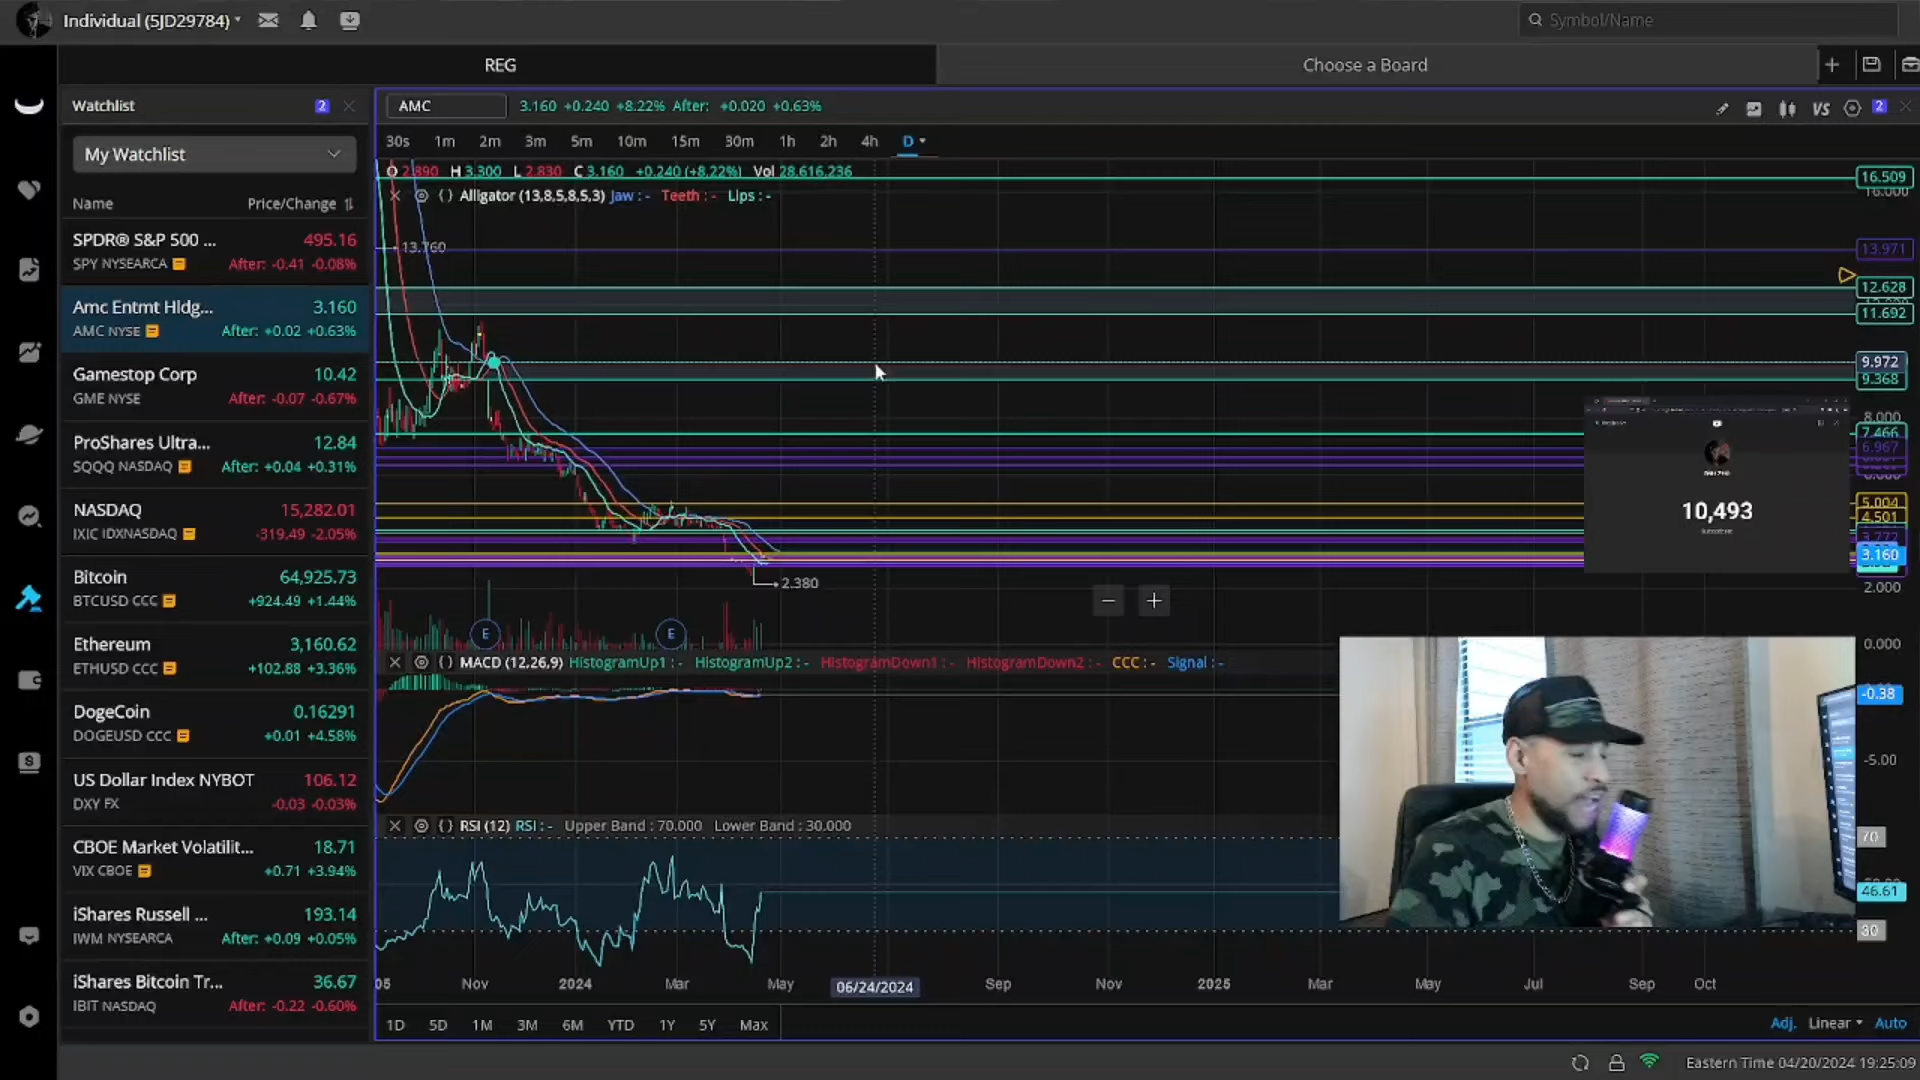 Individual (5JD29784)
Symbol/Name
REG
Choose a Board
Watchlist
2
My Watchlist
Name
Price/Change
SPDR® S&P 500 ...
495.16
SPY NYSEARCA
After: -0.41 -0.08%
Amc Entmt Hldg...
3.160
AMC NYSE
After: +0.02 +0.63%
Gamestop Corp
10.42
GME NYSE
After: -0.07 -0.67%
ProShares Ultra...
12.84
SQQQ NASDAQ
After: +0.04 +0.31%
NASDAQ
15,282.01
IXIC IDXNASDAQ
-319.49 -2.05%
Bitcoin
64,925.73
BTCUSD CCC
+924.49 +1.44%
Ethereum
3,160.62
ETHUSD CCC
+102.88 +3.36%
DogeCoin
0.16291
DOGEUSD CCC
+0.01 +4.58%
US Dollar Index NYBOT
106.12
DXY FX
-0.03 -0.03%
CBOE Market Volatilit...
18.71
VIX CBOE
+0.71 +3.94%
iShares Russell ...
193.14
IWM NYSEARCA
After: +0.09 +0.05%
iShares Bitcoin Tr...
36.67
IBIT NASDAQ
After: -0.22 -0.60%
AMC
3.160 +0.240 +8.22% After: +0.020 +0.63%
VS
2
30s 1m 2m 3m 5m 10m 15m 30m 1h 2h 4h D
O 2.890 H 3.300 L 2.830 C 3.160 +0.240 (+8.22%) Vol 28,616,236
Alligator (13,8,5,8,5,3) Jaw : - Teeth : - Lips : -
13.760
2.380
16.509
16.000
13.971
12.628
11.692
9.972
9.368
8.000
7.466
6.967
5.004
4.501
3.772
3.160
2.000
0.000
10,493
E
E
MACD (12,26,9) HistogramUp1 : - HistogramUp2 : - HistogramDown1 : - HistogramDown2 : - CCC : - Signal : -
-0.38
-5.00
RSI (12) RSI : - Upper Band : 70.000 Lower Band : 30.000
70
46.61
30
05 Nov 2024 Mar May 06/24/2024 Sep Nov 2025 Mar May Jul Sep Oct
1D 5D 1M 3M 6M YTD 1Y 5Y Max
Adj. Linear Auto
Eastern Time 04/20/2024 19:25:09